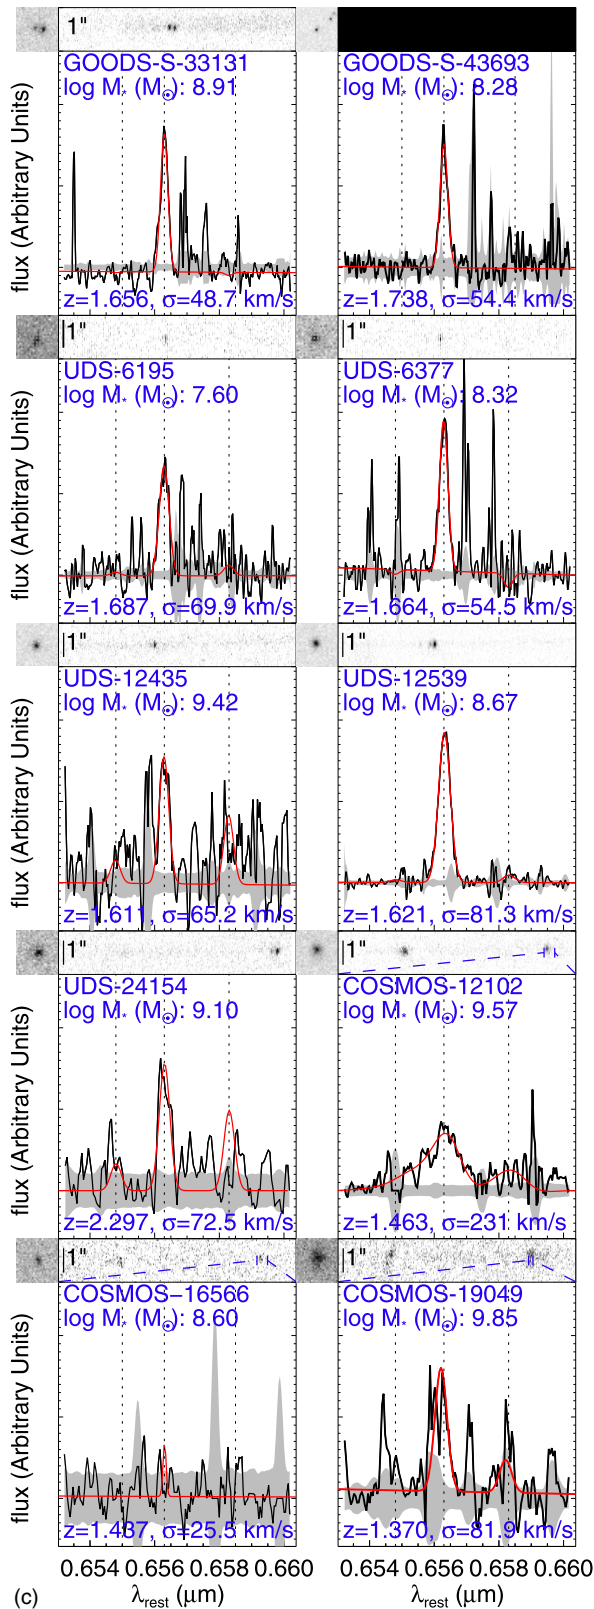 1"
GOODS-S-33131
log M* (M☉): 8.91
z=1.656, σ=48.7 km/s
GOODS-S-43693
log M* (M☉): 8.28
z=1.738, σ=54.4 km/s
flux (Arbitrary Units)
1"
UDS-6195
log M* (M☉): 7.60
z=1.687, σ=69.9 km/s
1"
UDS-6377
log M* (M☉): 8.32
z=1.664, σ=54.5 km/s
flux (Arbitrary Units)
1"
UDS-12435
log M* (M☉): 9.42
z=1.611, σ=65.2 km/s
1"
UDS-12539
log M* (M☉): 8.67
z=1.621, σ=81.3 km/s
flux (Arbitrary Units)
1"
UDS-24154
log M* (M☉): 9.10
z=2.297, σ=72.5 km/s
1"
COSMOS-12102
log M* (M☉): 9.57
z=1.463, σ=231 km/s
flux (Arbitrary Units)
1"
COSMOS-16566
log M* (M☉): 8.60
z=1.437, σ=25.5 km/s
1"
COSMOS-19049
log M* (M☉): 9.85
z=1.370, σ=81.9 km/s
flux (Arbitrary Units)
0.654 0.656 0.658 0.660
0.654 0.656 0.658 0.660
λrest (μm)
λrest (μm)
(c)